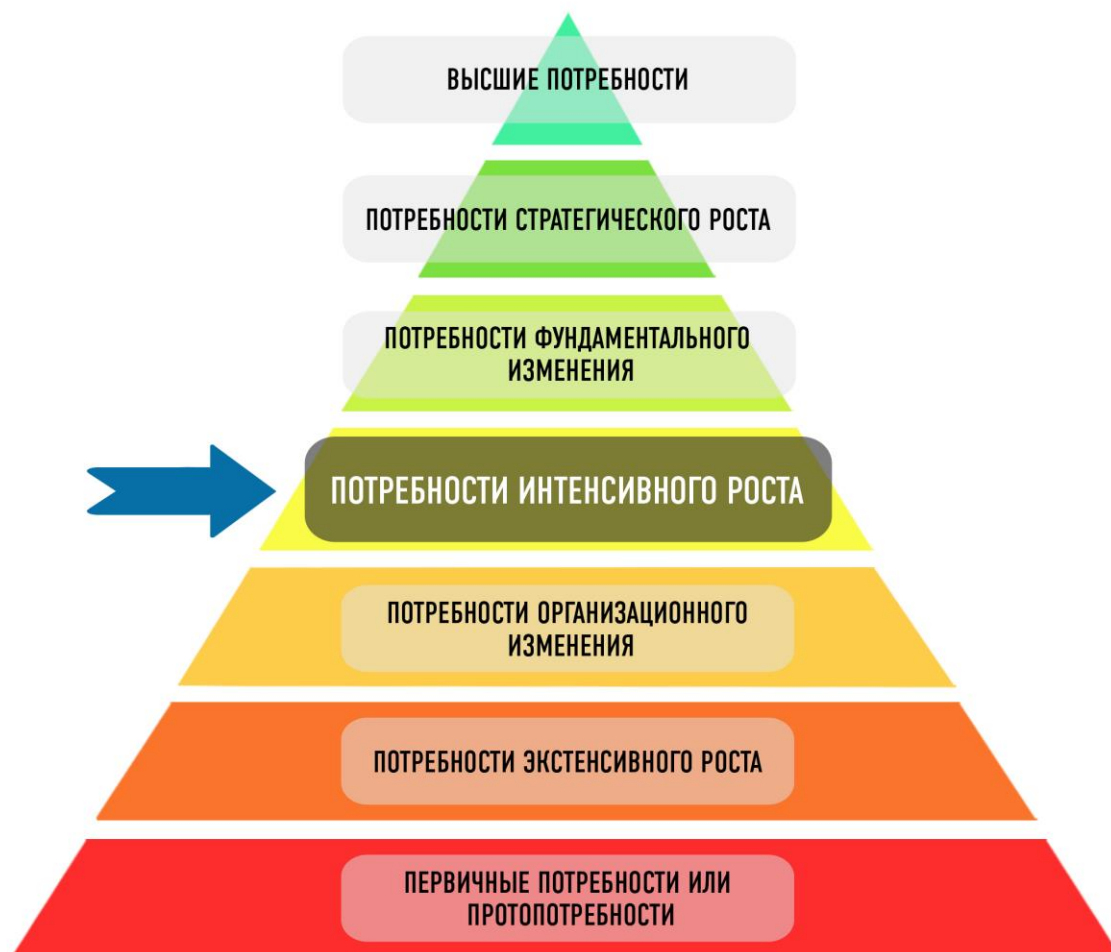 ВЫСШИЕ ПОТРЕБНОСТИ
ПОТРЕБНОСТИ СТРАТЕГИЧЕСКОГО РОСТА
ПОТРЕБНОСТИ ФУНДАМЕНТАЛЬНОГО
ИЗМЕНЕНИЯ
ПОТРЕБНОСТИ ИНТЕНСИВНОГО РОСТА
ПОТРЕБНОСТИ ОРГАНИЗАЦИОННОГО
ИЗМЕНЕНИЯ
ПОТРЕБНОСТИ ЭКСТЕНСИВНОГО РОСТА
ПЕРВИЧНЫЕ ПОТРЕБНОСТИ ИЛИ
ПРОТОПОТРЕБНОСТИ